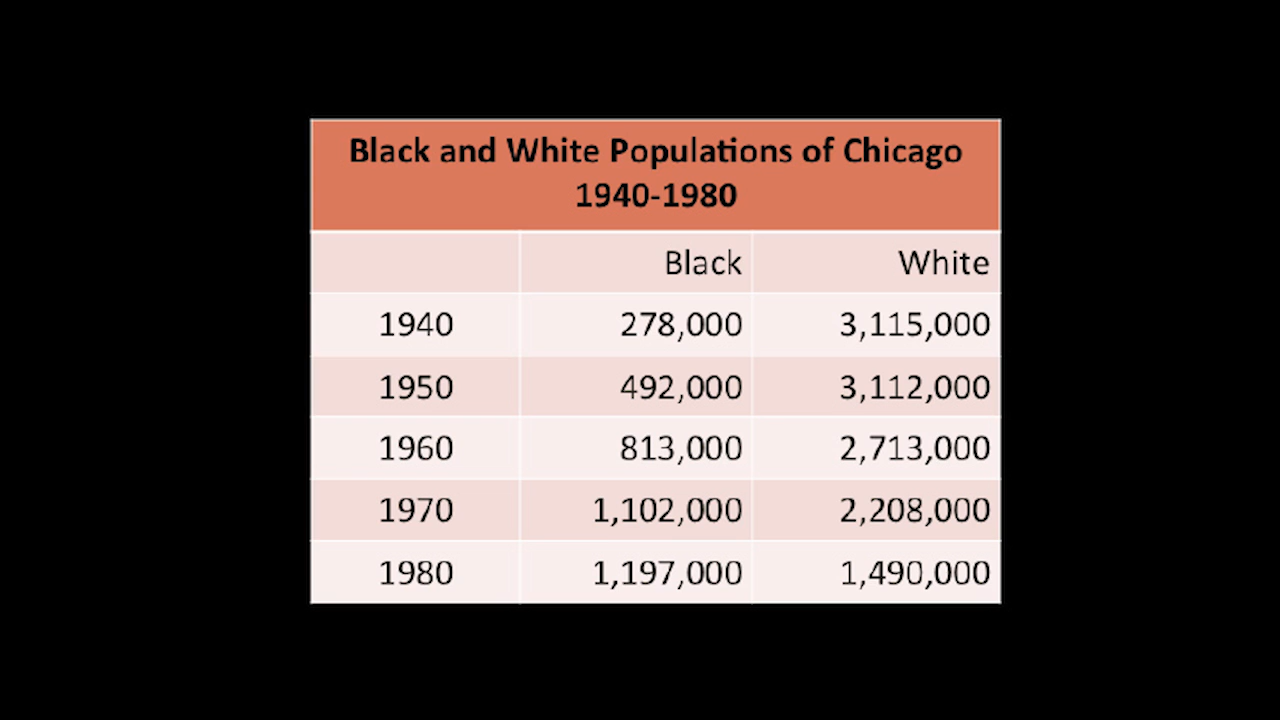 Black and White Populations of Chicago
1940-1980
Black White
1940 278,000 3,115,000
1950 492,000 3,112,000
1960 813,000 2,713,000
1970 1,102,000 2,208,000
1980 1,197,000 1,490,000